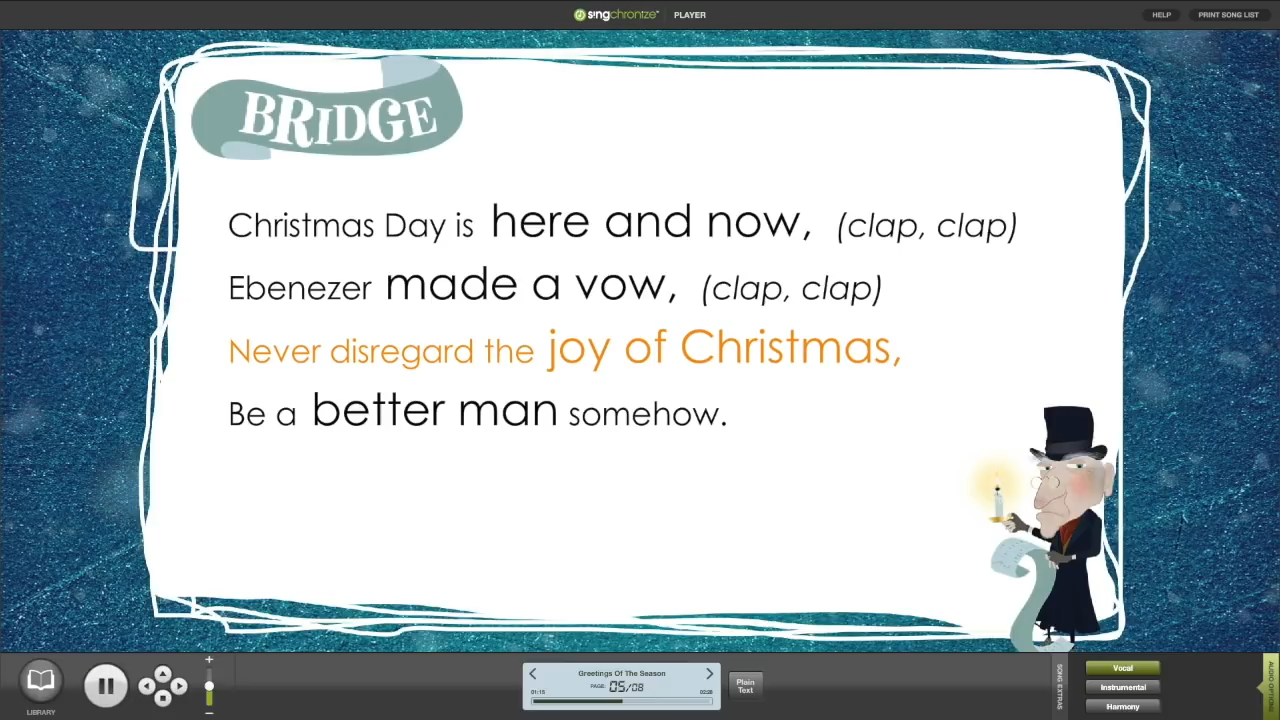 singchronize PLAYER
HELP
PRINT SONG LIST
BRIDGE
Christmas Day is here and now, (clap, clap)
Ebenezer made a vow, (clap, clap)
Never disregard the joy of Christmas,
Be a better man somehow.
LIBRARY
+
–
Greetings Of The Season
PAGE: 05/08
Plain Text
SONG EXTRAS
Vocal
Instrumental
Harmony
AUDIO OPTIONS